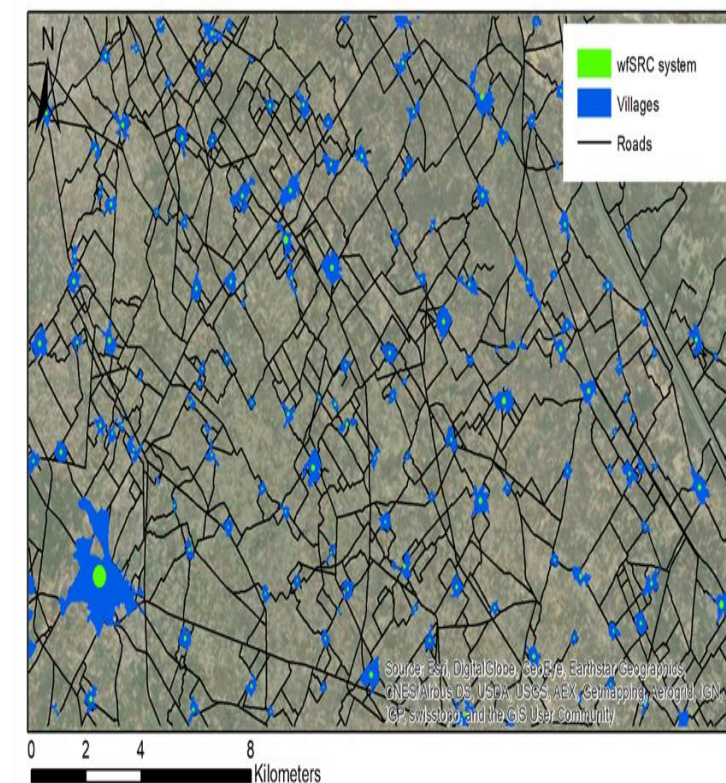 N
wfSRC system
Villages
Roads
Source: Esri, DigitalGlobe, GeoEye, Earthstar Geographics,
CNES/Airbus DS, USDA, USGS, AEX, Getmapping, Aerogrid, IGN,
IGP, swisstopo, and the GIS User Community
0 2 4 8
Kilometers